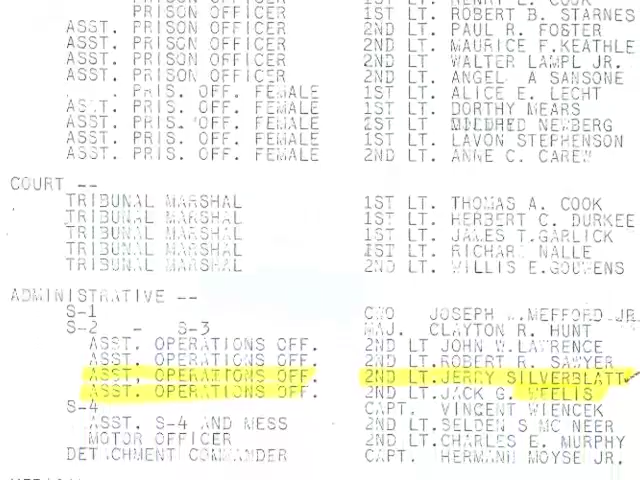 PRISON OFFICER 1ST LT. HENRY L. COOK
PRISON OFFICER 1ST LT. ROBERT B. STARNES
ASST. PRISON OFFICER 2ND LT. PAUL R. FOSTER
ASST. PRISON OFFICER 2ND LT. MAURICE F.KEATHLE
ASST. PRISON OFFICER 2ND LT WALTER LAMPL JR.
ASST. PRISON OFFICER 2ND LT. ANGEL A SANSONE
PRIS. OFF. FEMALE 1ST LT. ALICE E. LECHT
ASST. PRIS. OFF. FEMALE 1ST LT. DORTHY MEARS
ASST. PRIS. OFF. FEMALE LT. MILDRED NEWBERG
ASST. PRIS. OFF. FEMALE 1ST LT. LAVON STEPHENSON
ASST. PRIS. OFF. FEMALE 2ND LT. ANNE C. CAREW
COURT --
TRIBUNAL MARSHAL 1ST LT. THOMAS A. COOK
TRIBUNAL MARSHAL 1ST LT. HERBERT C. DURKEE
TRIBUNAL MARSHAL 1ST LT. JAMES T.GARLICK
TRIBUNAL MARSHAL 1ST LT. RICHARD NALLE
TRIBUNAL MARSHAL 2ND LT. WILLIS
ADMINISTRATIVE --
S-1 CWO JOSEPH W.MEFFORD JR
S-2 - S-3 MAJ. CLAYTON R. HUNT
ASST. OPERATIONS OFF. 2ND LT JOHN W.LAWRENCE
ASST. OPERATIONS OFF. 2ND LT.ROBERT R. SAWYER
ASST, OPERATIONS OFF. 2ND LT.JERRY SILVERBLATT
ASST. OPERATIONS OFF. 2ND LT.JACK G. WEELIS
S-4 CAPT. VINCENT WIENCEK
ASST. S-4 AND MESS 2ND LT.SELDEN S MC NEER
MOTOR OFFICER 2ND LT.CHARLES E. MURPHY
DETACHMENT COMMANDER CAPT. HERMANN MOYSE JR.